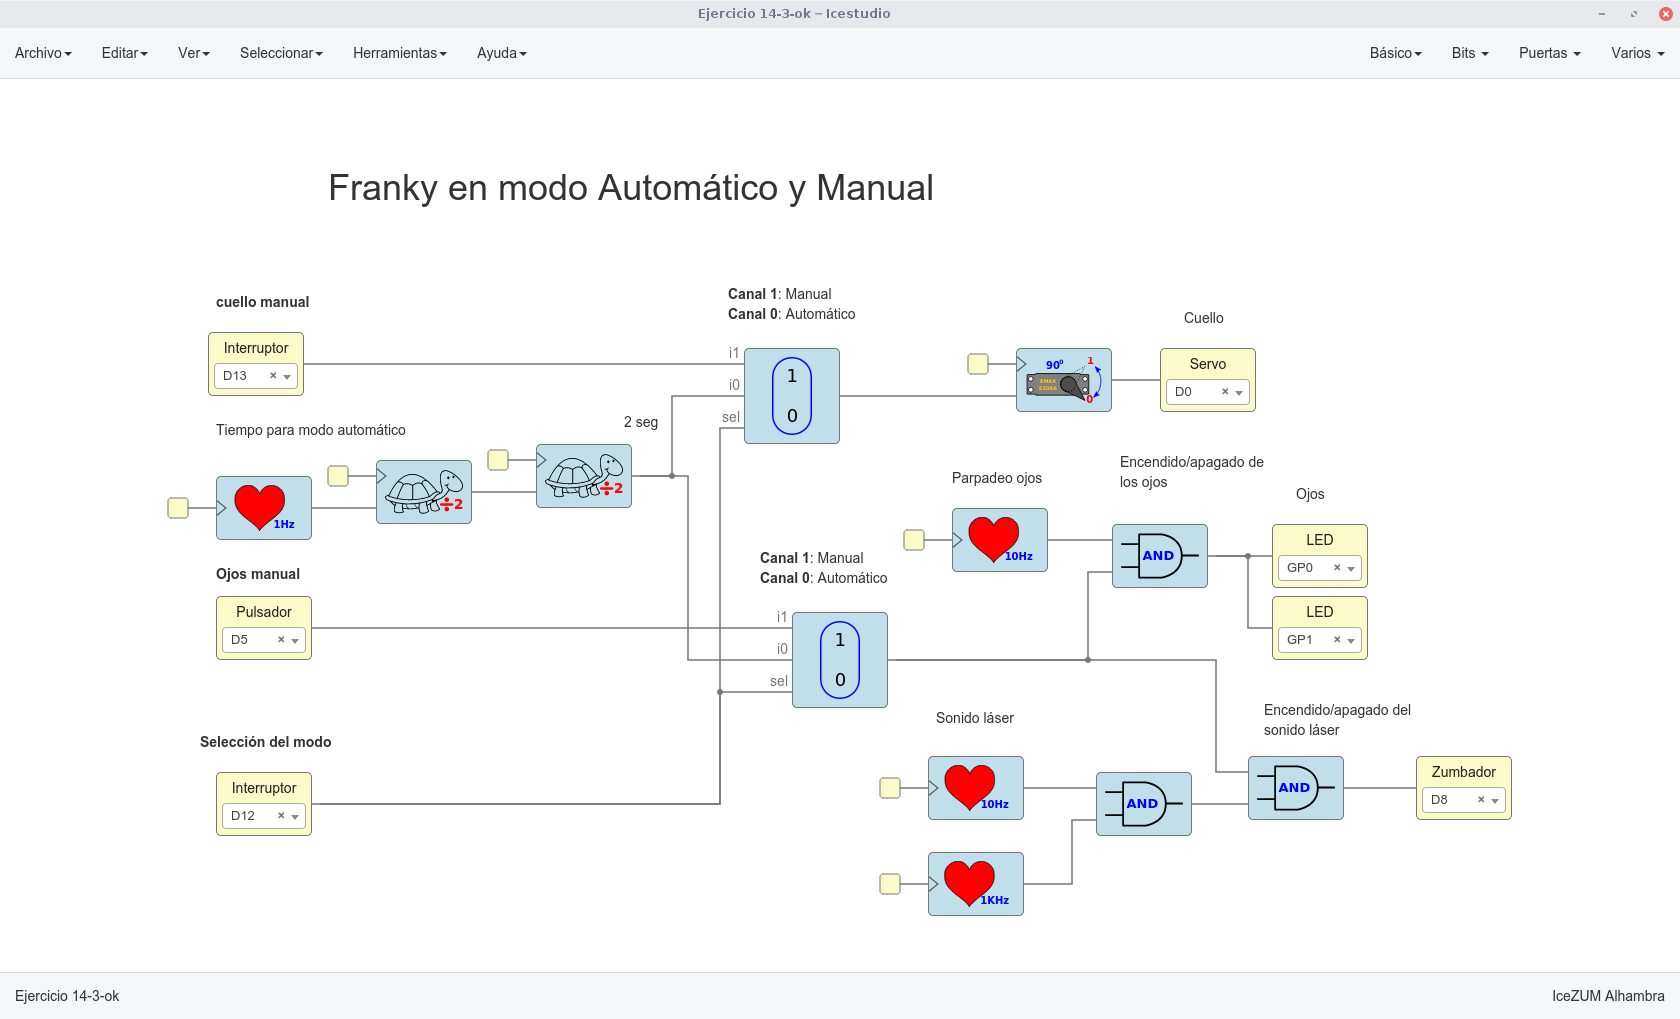 Ejercicio 14-3-ok – Icestudio
Archivo Editar Ver Seleccionar Herramientas Ayuda Básico Bits Puertas Varios
Franky en modo Automático y Manual
cuello manual
Interruptor
D13
Canal 1: Manual
Canal 0: Automático
i1
i0
sel
1
0
90º
1
EMAX
ES08A
0
Cuello
Servo
D0
Tiempo para modo automático
1Hz
÷2
÷2
2 seg
Parpadeo ojos
10Hz
Encendido/apagado de
los ojos
AND
Ojos
LED
GP0
LED
GP1
Ojos manual
Pulsador
D5
Canal 1: Manual
Canal 0: Automático
i1
i0
sel
1
0
Selección del modo
Interruptor
D12
Sonido láser
10Hz
1KHz
AND
Encendido/apagado del
sonido láser
AND
Zumbador
D8
Ejercicio 14-3-ok
IceZUM Alhambra